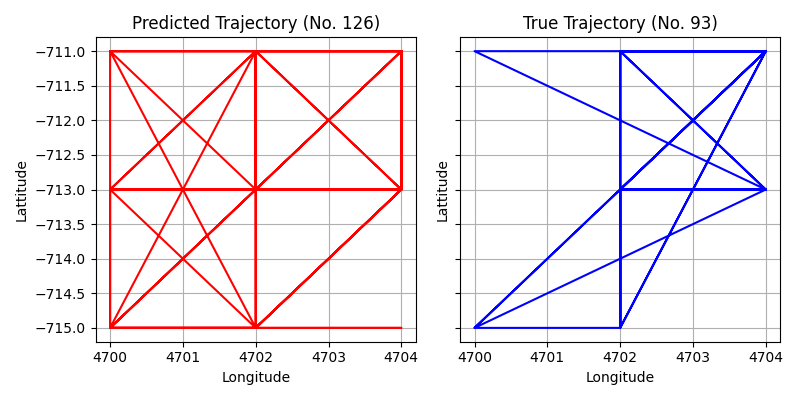 Predicted Trajectory (No. 126)
True Trajectory (No. 93)
−711.0
−711.5
−712.0
−712.5
−713.0
−713.5
−714.0
−714.5
−715.0
Lattitude
Lattitude
4700 4701 4702 4703 4704
4700 4701 4702 4703 4704
Longitude
Longitude